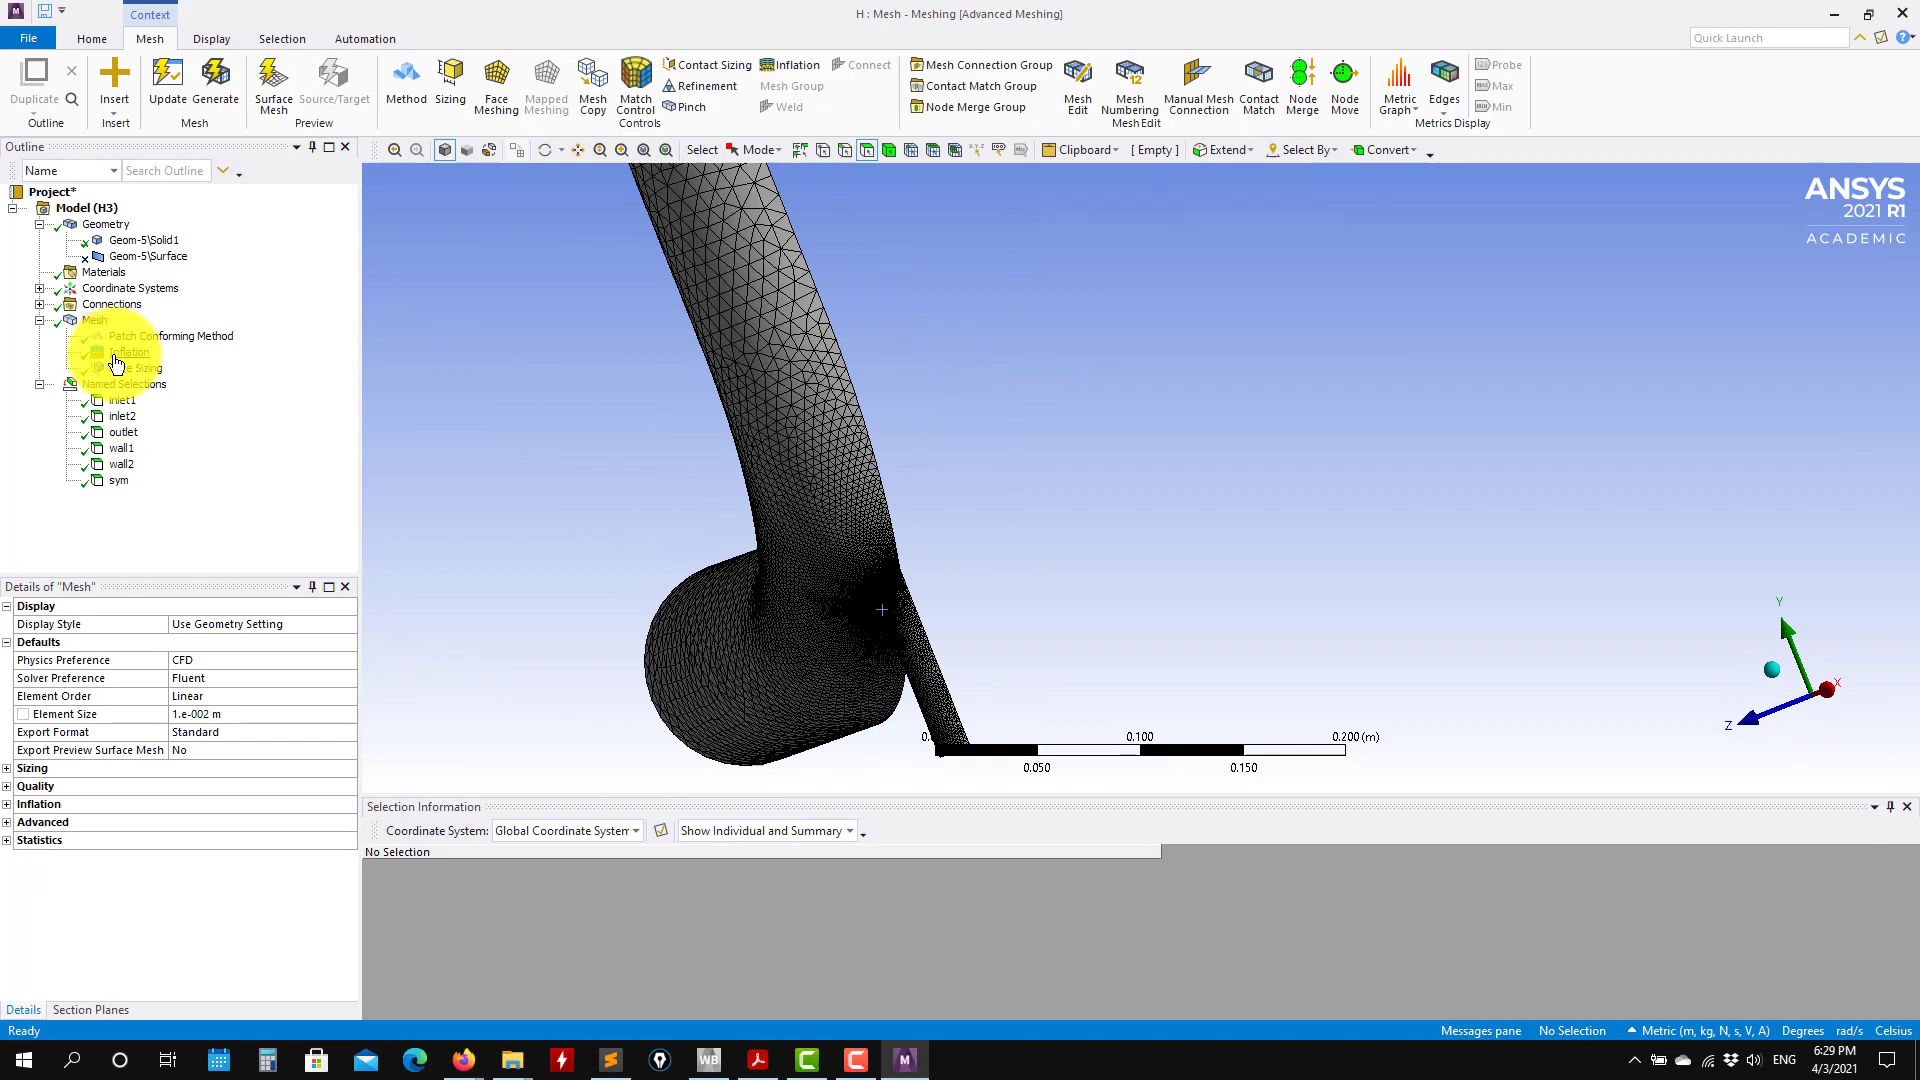 Context
H : Mesh - Meshing [Advanced Meshing]
File
Home
Mesh
Display
Selection
Automation
Quick Launch
Duplicate
Outline
Insert
Insert
Update
Generate
Mesh
Surface Mesh
Source/Target
Preview
Method
Sizing
Face Meshing
Mapped Meshing
Mesh Copy
Match Control
Controls
Contact Sizing
Refinement
Pinch
Inflation
Mesh Group
Weld
Connect
Mesh Connection Group
Contact Match Group
Node Merge Group
Mesh Edit
Mesh Numbering
Manual Mesh Connection
Contact Match
Node Merge
Node Move
Mesh Edit
Metric Graph
Edges
Probe
Max
Min
Metrics Display
Outline
Name
Search Outline
Select
Mode
Clipboard
[ Empty ]
Extend
Select By
Convert
Project*
Model (H3)
Geometry
Geom-5\Solid1
Geom-5\Surface
Materials
Coordinate Systems
Connections
Mesh
Patch Conforming Method
Inflation
Sizing
Named Selections
inlet1
inlet2
outlet
wall1
wall2
sym
ANSYS
2021 R1
ACADEMIC
Y
X
Z
0.100
0.200 (m)
0.050
0.150
Details of "Mesh"
Display
Display Style Use Geometry Setting
Defaults
Physics Preference CFD
Solver Preference Fluent
Element Order Linear
Element Size 1.e-002 m
Export Format Standard
Export Preview Surface Mesh No
Sizing
Quality
Inflation
Advanced
Statistics
Selection Information
Coordinate System: Global Coordinate System
Show Individual and Summary
No Selection
Details
Section Planes
Ready
Messages pane
No Selection
Metric (m, kg, N, s, V, A)
Degrees
rad/s
Celsius
WB
M
ENG
6:29 PM
4/3/2021